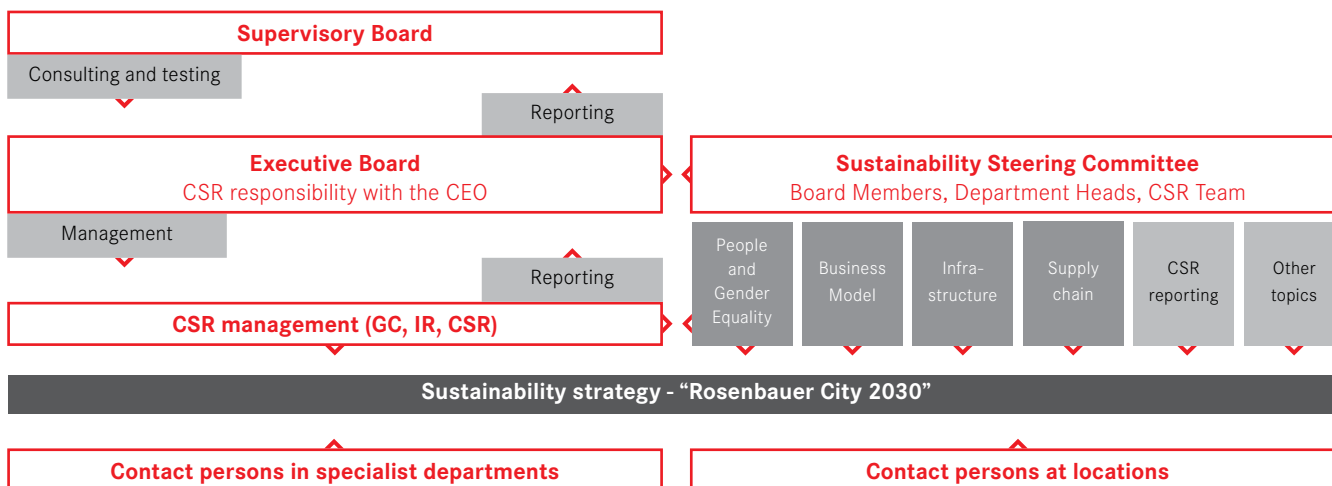 Supervisory Board
Consulting and testing
Reporting
Executive Board
CSR responsibility with the CEO
Sustainability Steering Committee
Board Members, Department Heads, CSR Team
Management
Reporting
People
and
Gender
Equality
Business
Model
Infra-
structure
Supply
chain
CSR
reporting
Other
topics
CSR management (GC, IR, CSR)
Sustainability strategy - “Rosenbauer City 2030”
Contact persons in specialist departments
Contact persons at locations